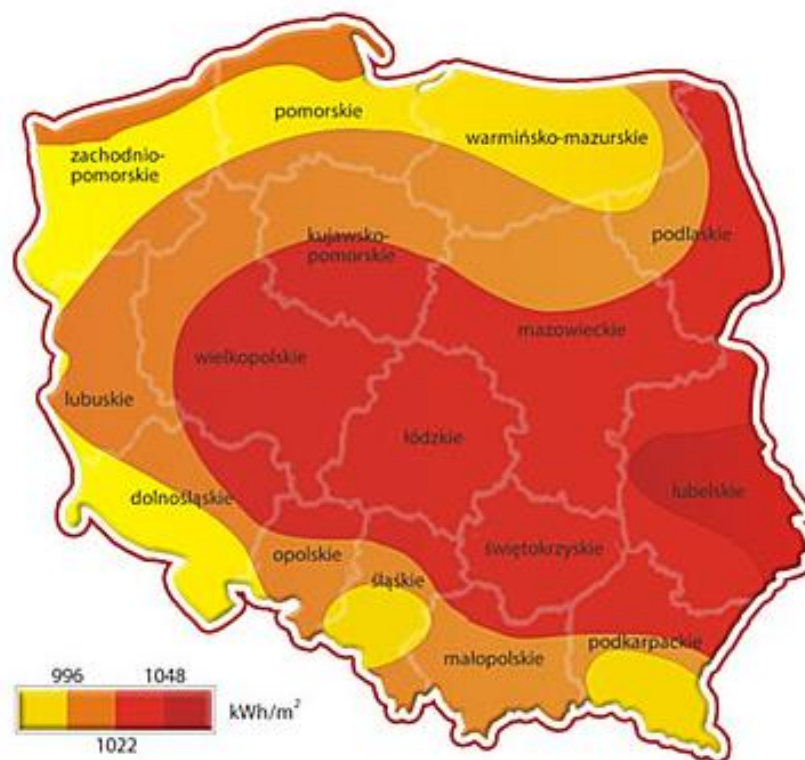 pomorskie
warmińsko-mazurskie
zachodnio-
pomorskie
kujawsko-
pomorskie
podlaskie
mazowieckie
wielkopolskie
lubuskie
łódzkie
lubelskie
dolnośląskie
opolskie
śląskie
świętokrzyskie
podkarpackie
małopolskie
996 1048
kWh/m²
1022